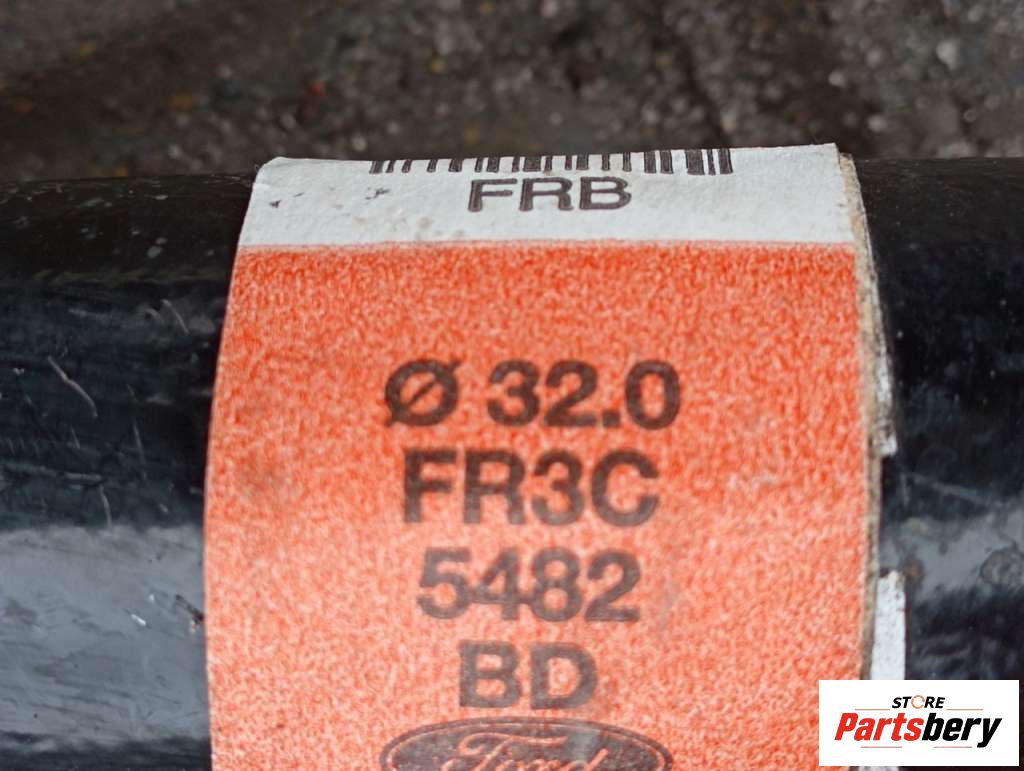 FRB
Ø 32.0
FR3C
5482
BD
Ford
STORE
Partsbery